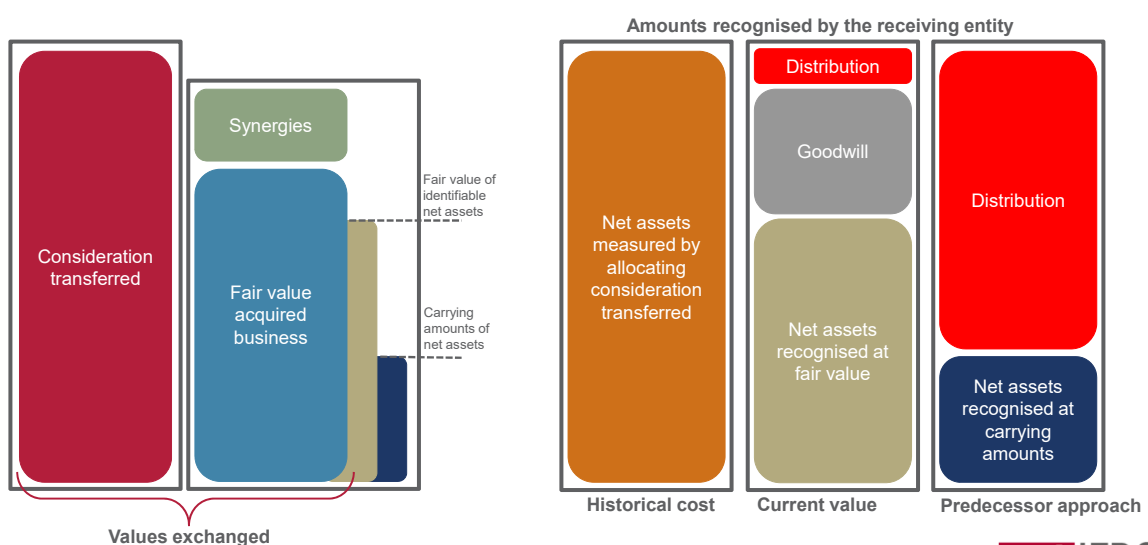 Amounts recognised by the receiving entity
Consideration
transferred
Synergies
Fair value
acquired
business
Fair value of
identifiable
net assets
Carrying
amounts of
net assets
Values exchanged
Net assets
measured by
allocating
consideration
transferred
Historical cost
Distribution
Goodwill
Net assets
recognised at
fair value
Current value
Distribution
Net assets
recognised at
carrying
amounts
Predecessor approach